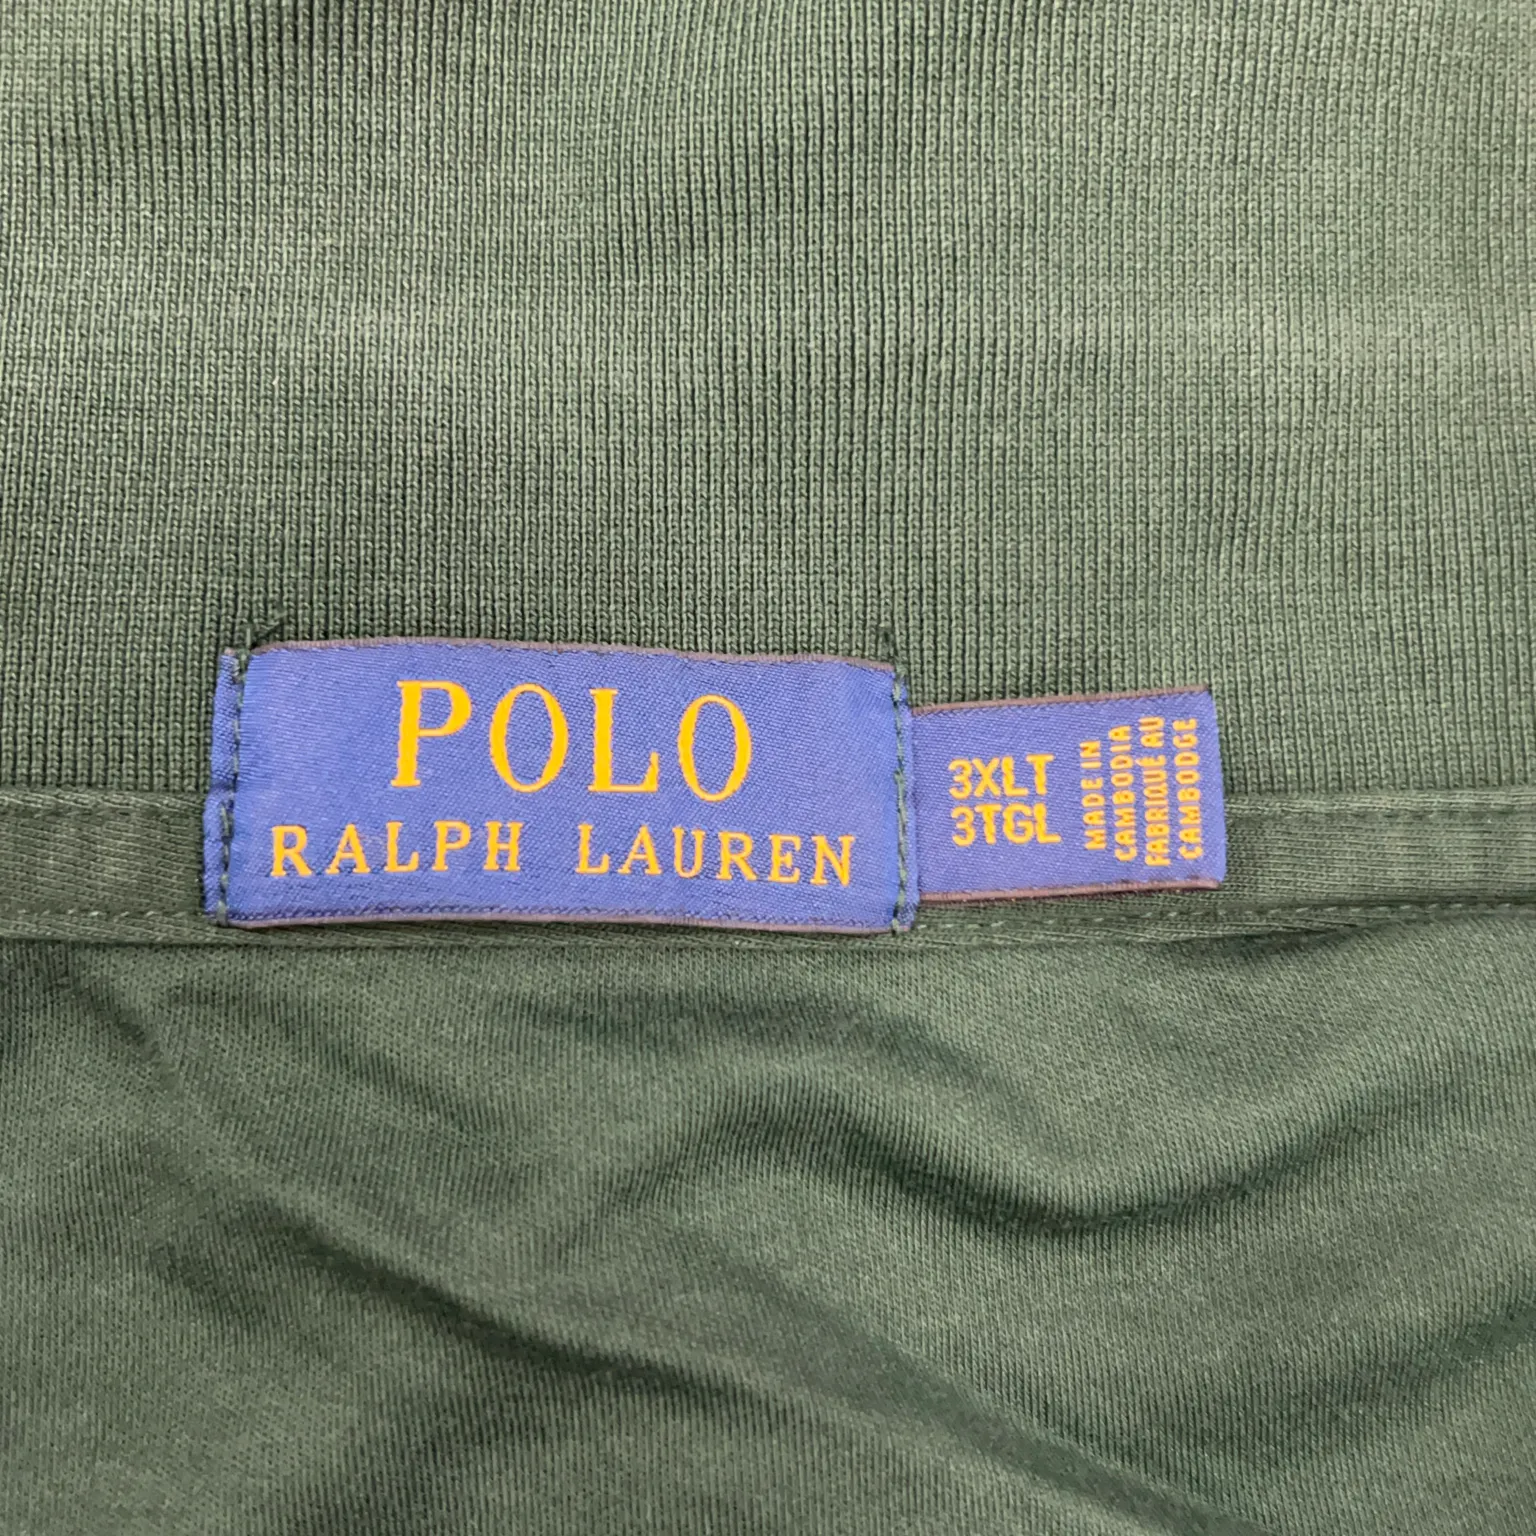 POLO
RALPH LAUREN
3XLT
3TGL
MADE IN
CAMBODIA
FABRIQUÉ AU
CAMBODGE